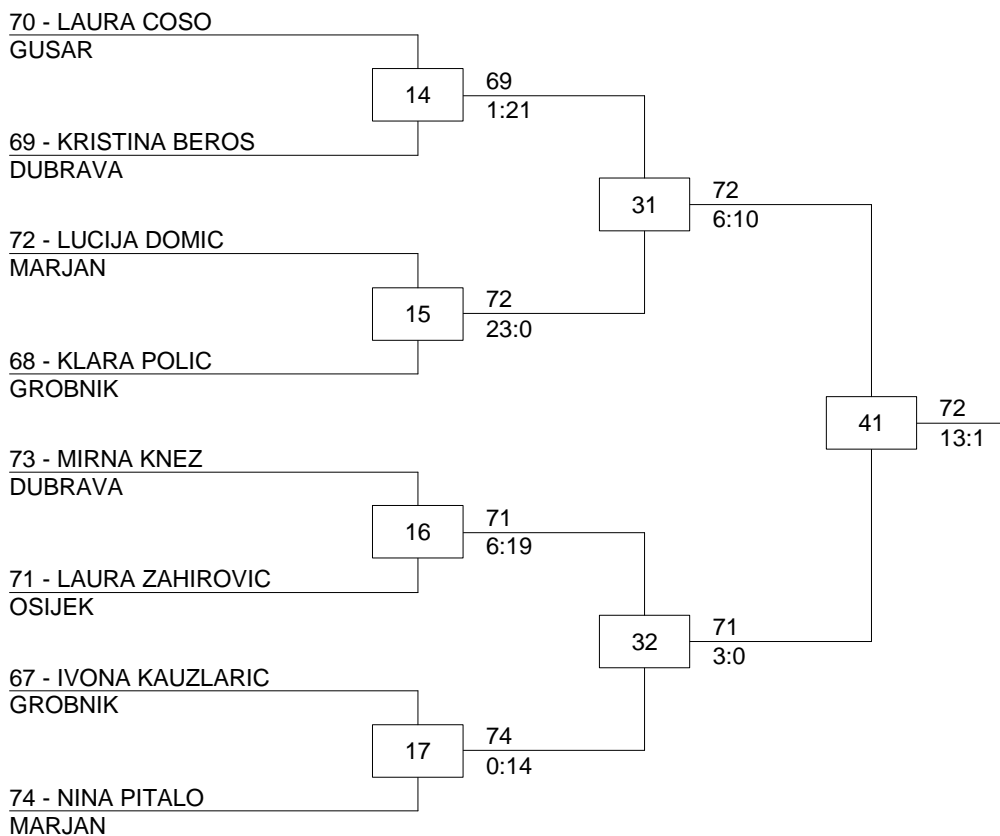 70 - LAURA COSO
GUSAR
14
69
1:21
69 - KRISTINA BEROS
DUBRAVA
31
72
6:10
72 - LUCIJA DOMIC
MARJAN
15
72
23:0
68 - KLARA POLIC
GROBNIK
41
72
13:1
73 - MIRNA KNEZ
DUBRAVA
16
71
6:19
71 - LAURA ZAHIROVIC
OSIJEK
32
71
3:0
67 - IVONA KAUZLARIC
GROBNIK
17
74
0:14
74 - NINA PITALO
MARJAN